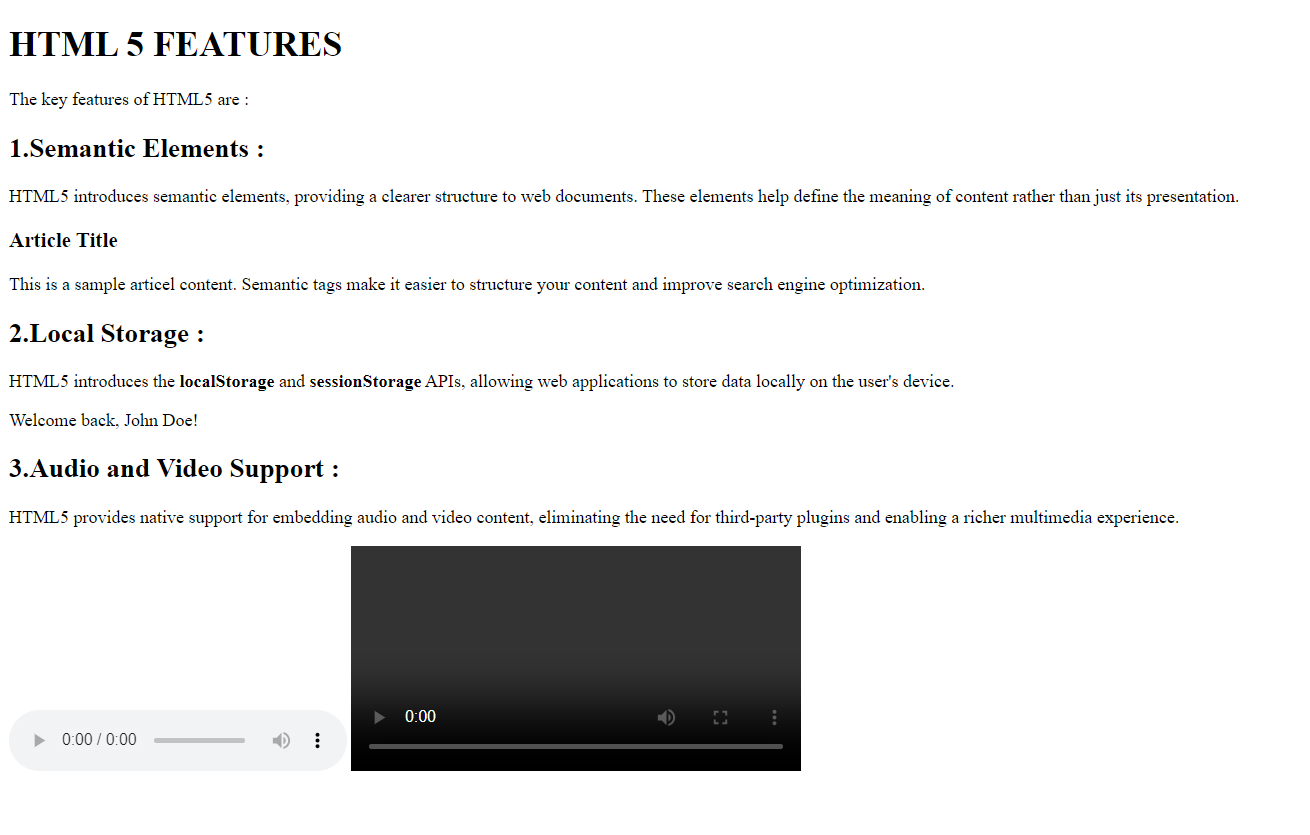 HTML 5 FEATURES
The key features of HTML5 are :
1.Semantic Elements :
HTML5 introduces semantic elements, providing a clearer structure to web documents. These elements help define the meaning of content rather than just its presentation.
Article Title
This is a sample articel content. Semantic tags make it easier to structure your content and improve search engine optimization.
2.Local Storage :
HTML5 introduces the localStorage and sessionStorage APIs, allowing web applications to store data locally on the user's device.
Welcome back, John Doe!
3.Audio and Video Support :
HTML5 provides native support for embedding audio and video content, eliminating the need for third-party plugins and enabling a richer multimedia experience.
0:00 / 0:00
0:00